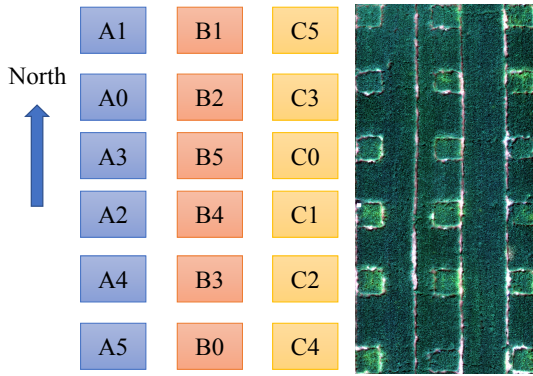 A1 B1 C5
North
A0 B2 C3
A3 B5 C0
A2 B4 C1
A4 B3 C2
A5 B0 C4